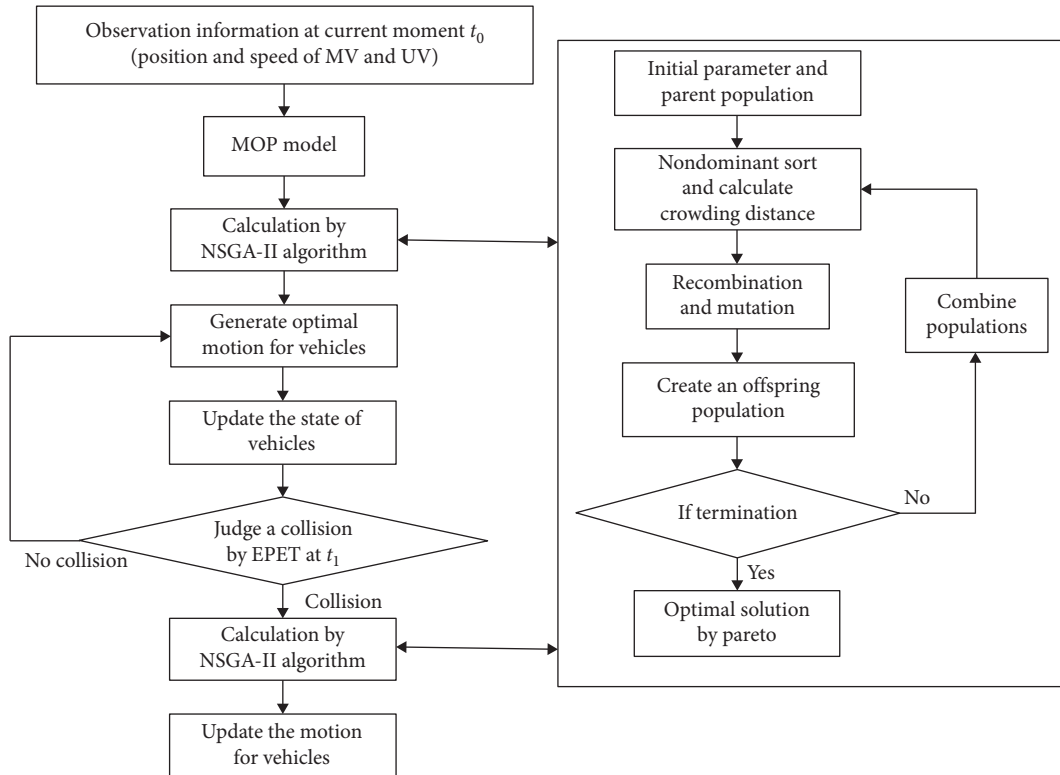 Observation information at current moment t0
(position and speed of MV and UV)
MOP model
Calculation by
NSGA-II algorithm
Generate optimal
motion for vehicles
Update the state of
vehicles
Judge a collision
by EPET at t1
No collision
Collision
Calculation by
NSGA-II algorithm
Update the motion
for vehicles
Initial parameter and
parent population
Nondominant sort
and calculate
crowding distance
Recombination
and mutation
Combine
populations
Create an offspring
population
If termination
No
Yes
Optimal solution
by pareto